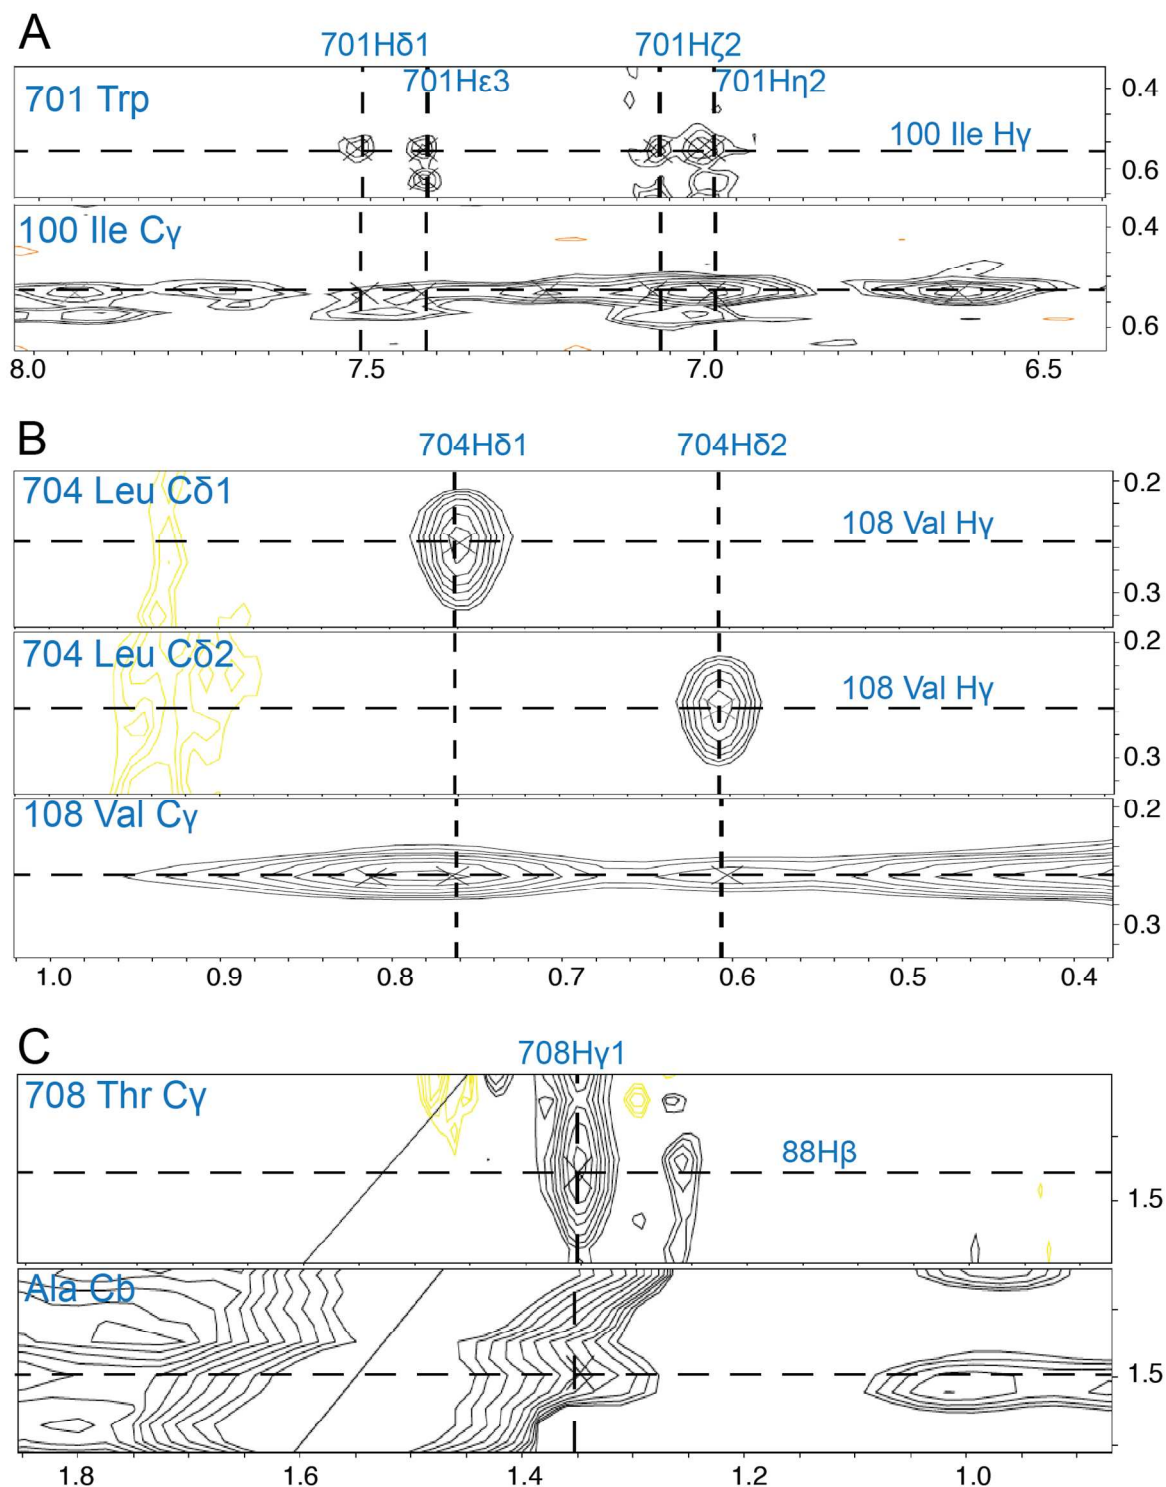 A
701Hδ1
701Hζ2
701Hε3
701Hη2
701 Trp
0.4
100 Ile Hγ
0.6
100 Ile Cγ
0.4
0.6
8.0 7.5 7.0 6.5
B
704Hδ1 704Hδ2
704 Leu Cδ1
0.2
108 Val Hγ
0.3
704 Leu Cδ2
0.2
108 Val Hγ
0.3
108 Val Cγ
0.2
0.3
1.0 0.9 0.8 0.7 0.6 0.5 0.4
C
708Hγ1
708 Thr Cγ
88Hβ
1.5
Ala Cb
1.5
1.8 1.6 1.4 1.2 1.0